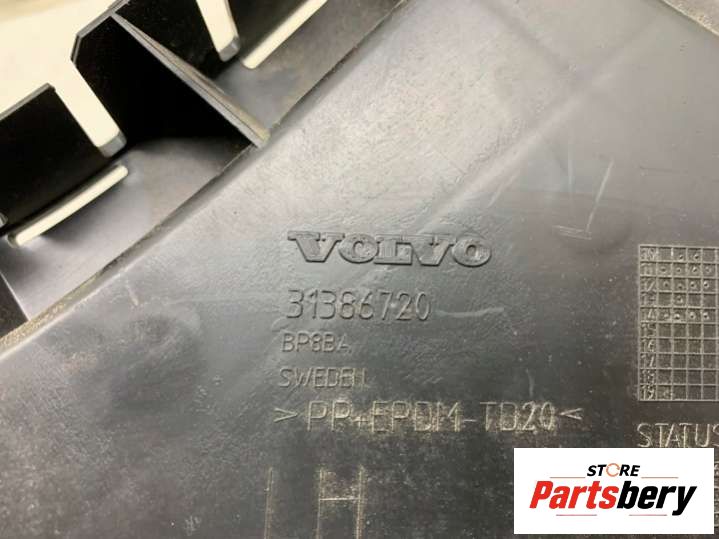 VOLVO
31386720
BP8BA
SWEDEN
>PP+EPDM-TD20<
LH
STATUS
STORE
Partsbery